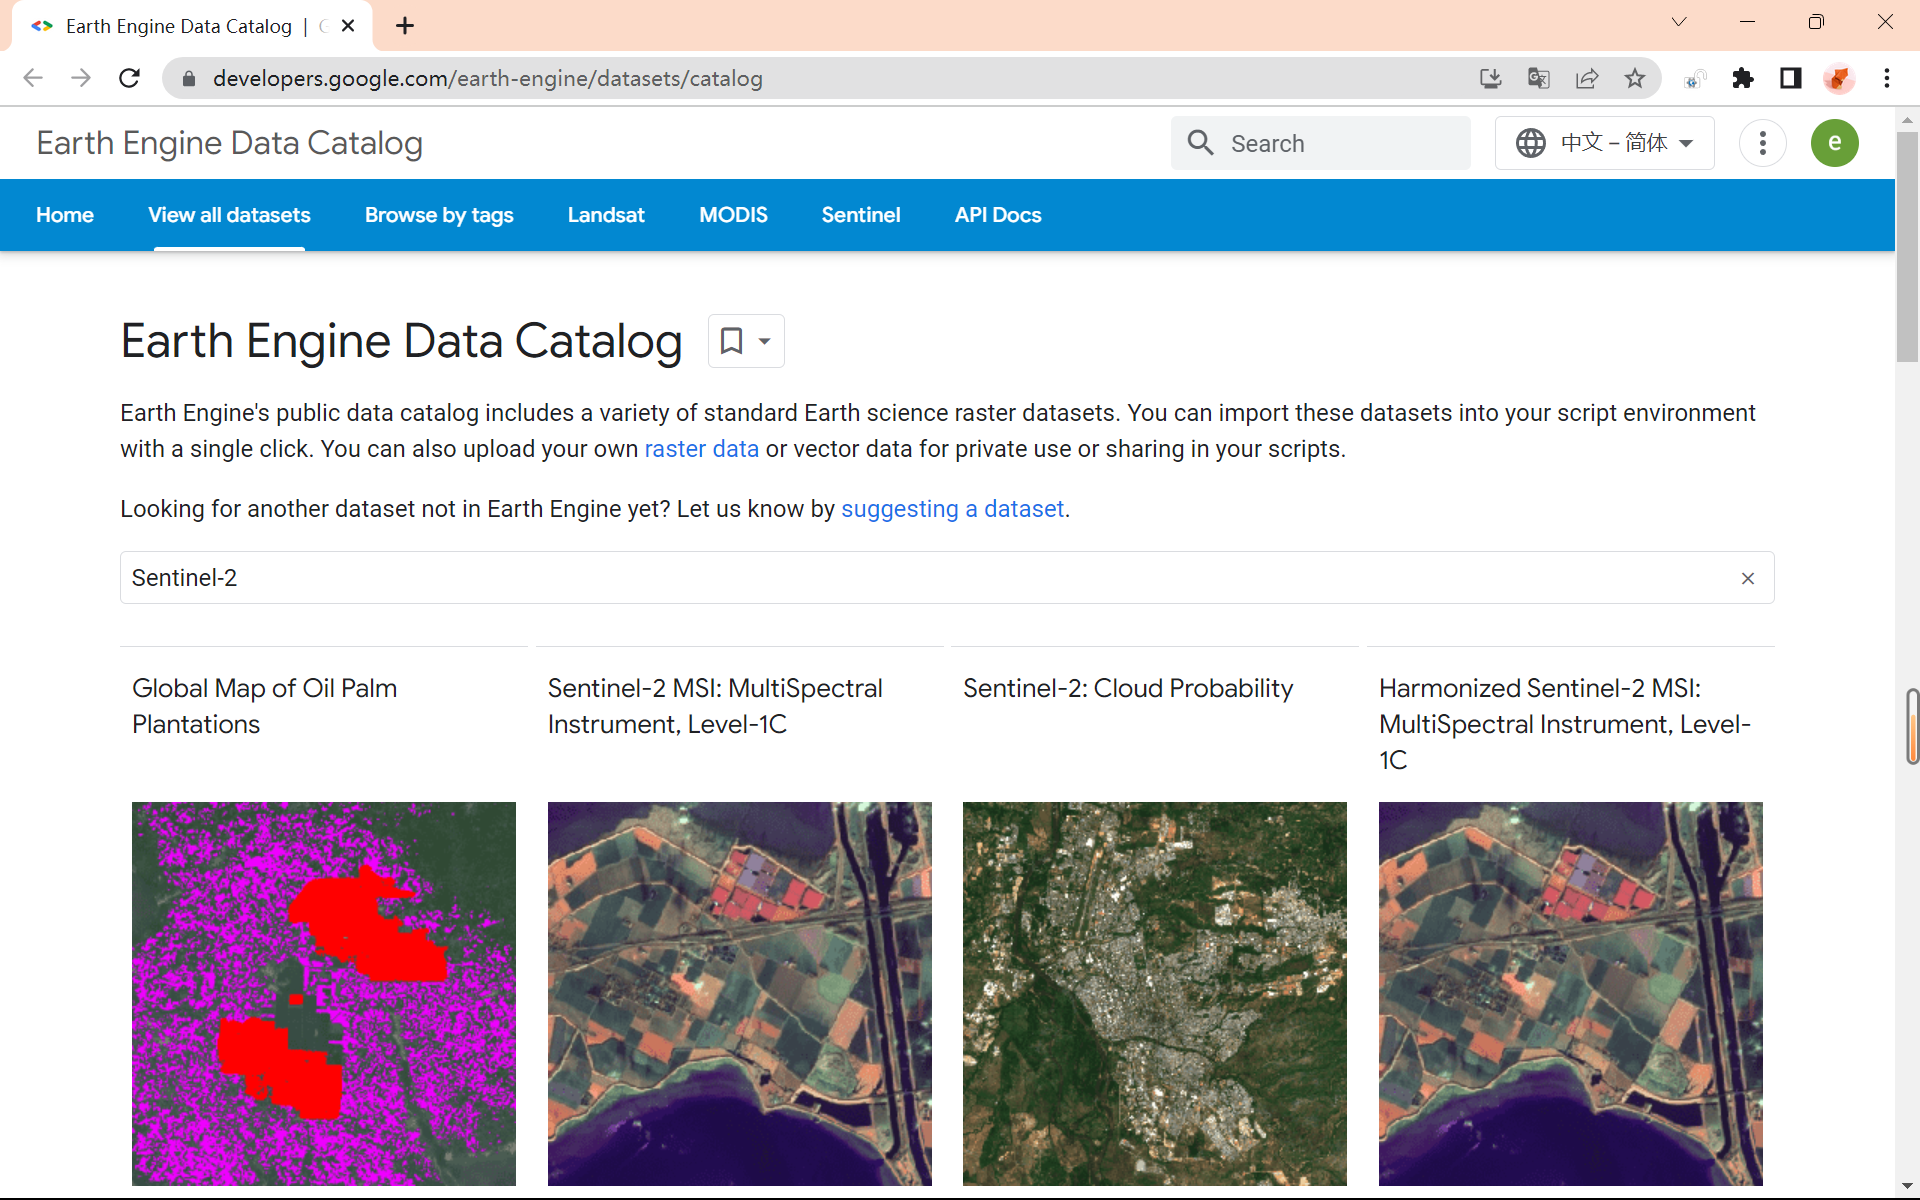 Earth Engine Data Catalog |
developers.google.com/earth-engine/datasets/catalog
Earth Engine Data Catalog
Search
中文 – 简体
e
Home View all datasets Browse by tags Landsat MODIS Sentinel API Docs
Earth Engine Data Catalog
Earth Engine's public data catalog includes a variety of standard Earth science raster datasets. You can import these datasets into your script environment
with a single click. You can also upload your own raster data or vector data for private use or sharing in your scripts.
Looking for another dataset not in Earth Engine yet? Let us know by suggesting a dataset.
Sentinel-2
Global Map of Oil Palm
Plantations
Sentinel-2 MSI: MultiSpectral
Instrument, Level-1C
Sentinel-2: Cloud Probability
Harmonized Sentinel-2 MSI:
MultiSpectral Instrument, Level-
1C